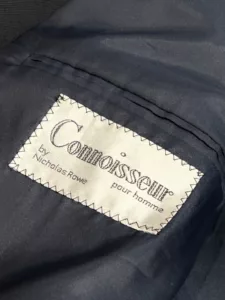 Connoisseur
by
Nicholas Rowe
pour homme